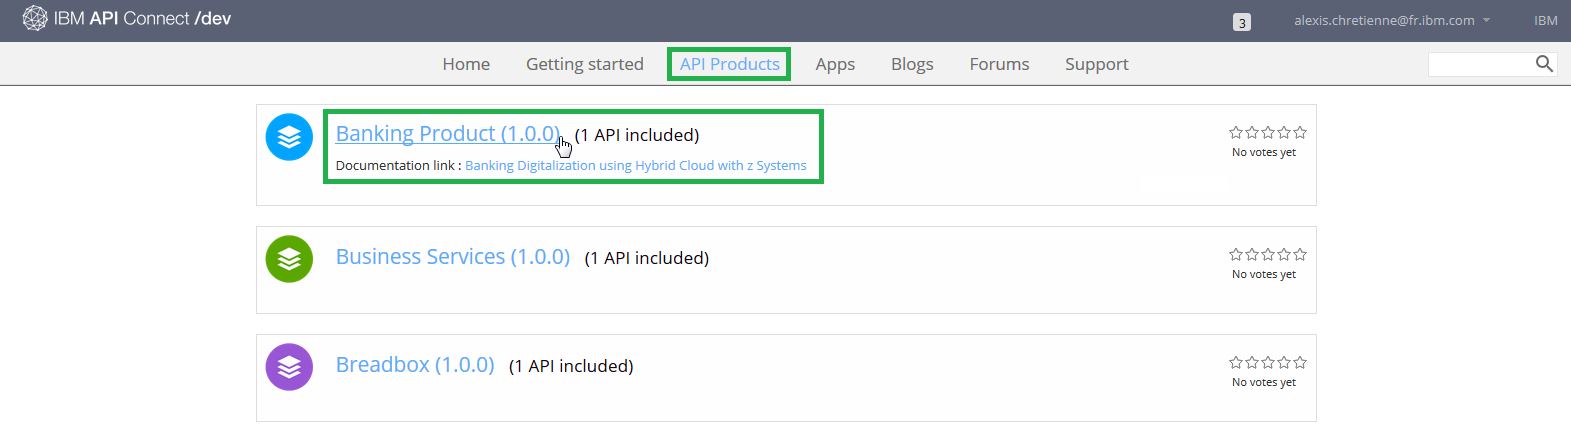 IBM API Connect /dev
3
alexis.chretienne@fr.ibm.com
IBM
Home Getting started API Products Apps Blogs Forums Support
Banking Product (1.0.0) (1 API included)
No votes yet
Documentation link : Banking Digitalization using Hybrid Cloud with z Systems
Business Services (1.0.0) (1 API included)
No votes yet
Breadbox (1.0.0) (1 API included)
No votes yet